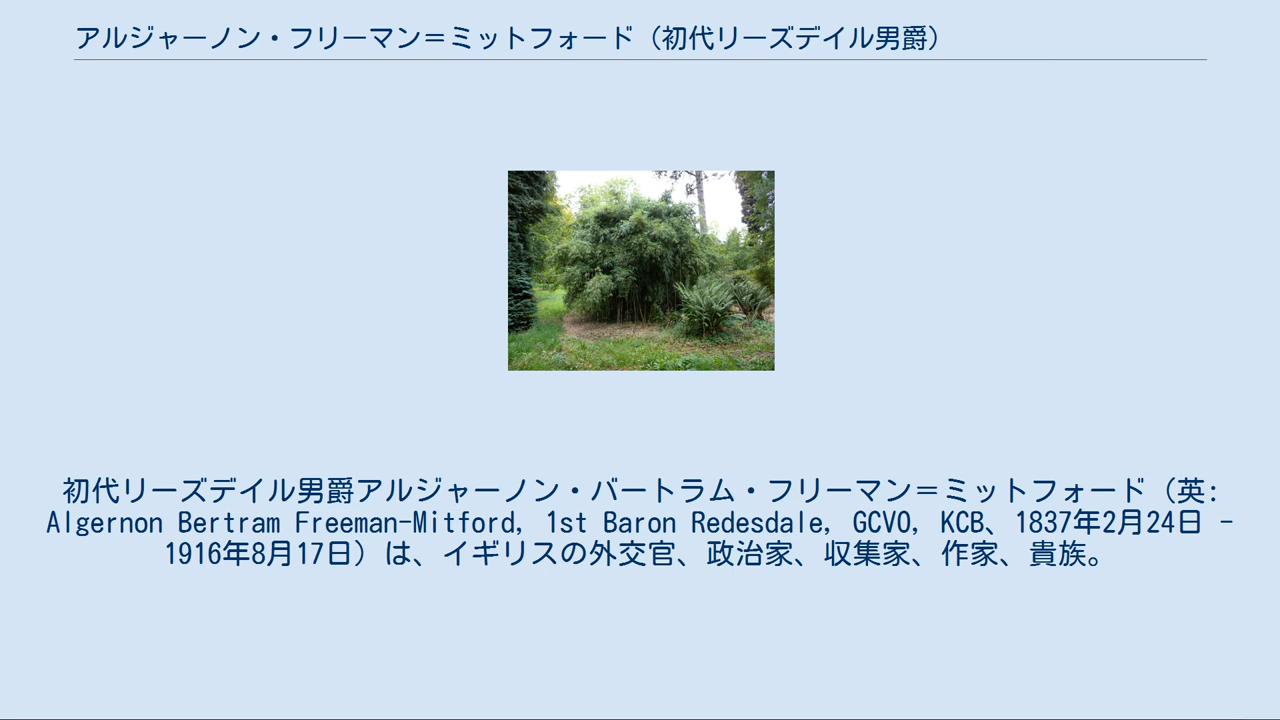 アルジャーノン・フリーマン＝ミットフォード（初代リーズデイル男爵）
初代リーズデイル男爵アルジャーノン・バートラム・フリーマン＝ミットフォード（英:
Algernon Bertram Freeman-Mitford, 1st Baron Redesdale, GCVO, KCB、1837年2月24日 -
1916年8月17日）は、イギリスの外交官、政治家、収集家、作家、貴族。